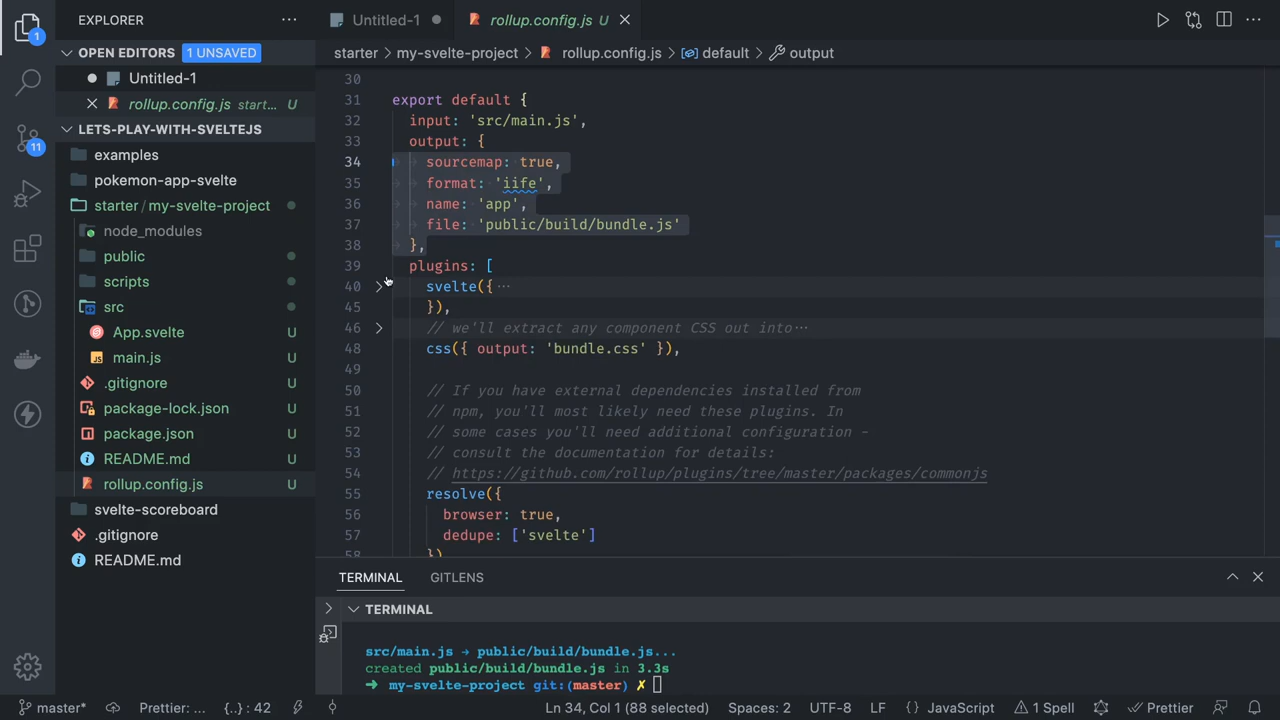 EXPLORER
Untitled-1
rollup.config.js U
OPEN EDITORS 1 UNSAVED
Untitled-1
rollup.config.js start... U
LETS-PLAY-WITH-SVELTEJS
examples
pokemon-app-svelte
starter/my-svelte-project
node_modules
public
scripts
src
App.svelte U
main.js U
.gitignore U
package-lock.json U
package.json U
README.md U
rollup.config.js U
svelte-scoreboard
.gitignore
README.md
1
11
starter > my-svelte-project > rollup.config.js > default > output
30
31 export default {
32 input: 'src/main.js',
33 output: {
34 sourcemap: true,
35 format: 'iife',
36 name: 'app',
37 file: 'public/build/bundle.js'
38 },
39 plugins: [
40 svelte({ ...
45 }),
46 // we'll extract any component CSS out into...
48 css({ output: 'bundle.css' }),
49
50 // If you have external dependencies installed from
51 // npm, you'll most likely need these plugins. In
52 // some cases you'll need additional configuration -
53 // consult the documentation for details:
54 // https://github.com/rollup/plugins/tree/master/packages/commonjs
55 resolve({
56 browser: true,
57 dedupe: ['svelte']
58 })
TERMINAL GITLENS
TERMINAL
src/main.js → public/build/bundle.js...
created public/build/bundle.js in 3.3s
➜ my-svelte-project git:(master) ✗
master* Prettier: ... {..} : 42 Ln 34, Col 1 (88 selected) Spaces: 2 UTF-8 LF {} JavaScript 1 Spell Prettier